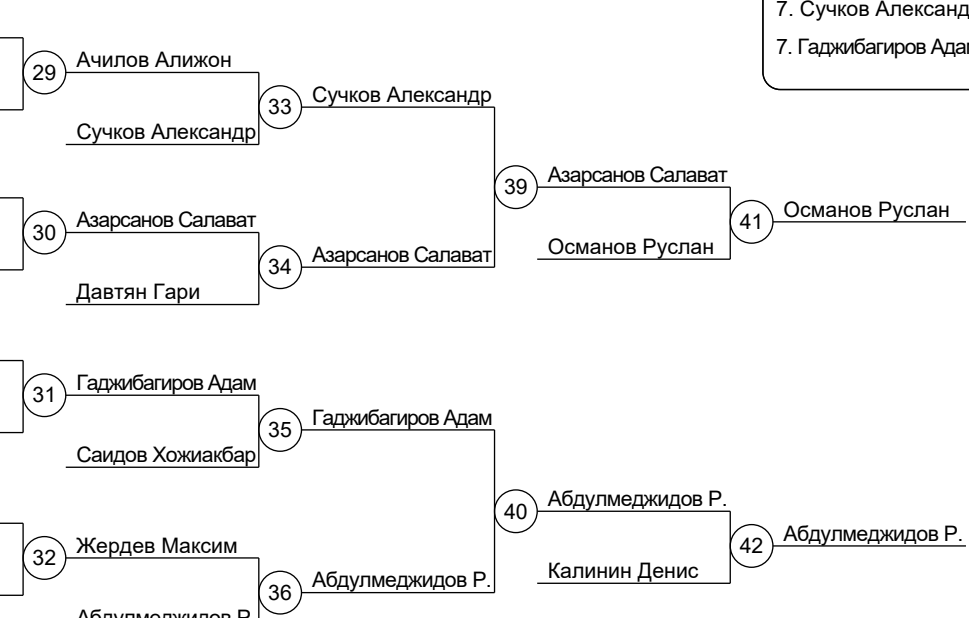 7. Сучков Александ
7. Гаджибагиров Адам
29
Ачилов Алижон
33
Сучков Александр
Сучков Александр
39
Азарсанов Салават
41
Османов Руслан
30
Азарсанов Салават
34
Азарсанов Салават
Османов Руслан
Давтян Гари
31
Гаджибагиров Адам
35
Гаджибагиров Адам
Саидов Хожиакбар
40
Абдулмеджидов Р.
42
Абдулмеджидов Р.
32
Жердев Максим
36
Абдулмеджидов Р.
Калинин Денис
Абдулмеджидов Р.